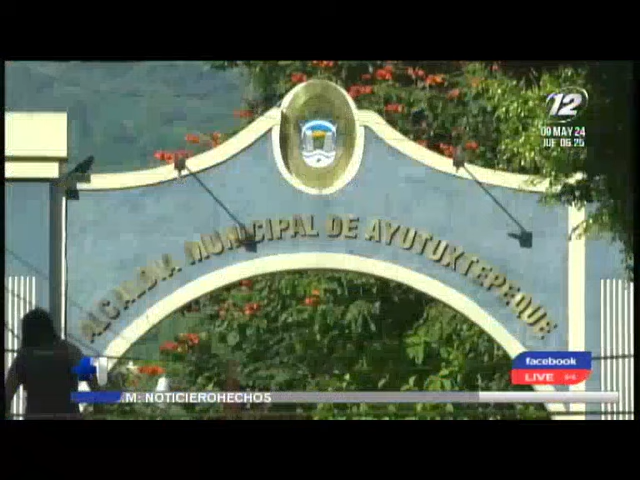 12
09 MAY 24
JUE 06:25
ALCALDIA MUNICIPAL DE AYUTUXTEPEQUE
facebook
LIVE
M: NOTICIEROHECHOS